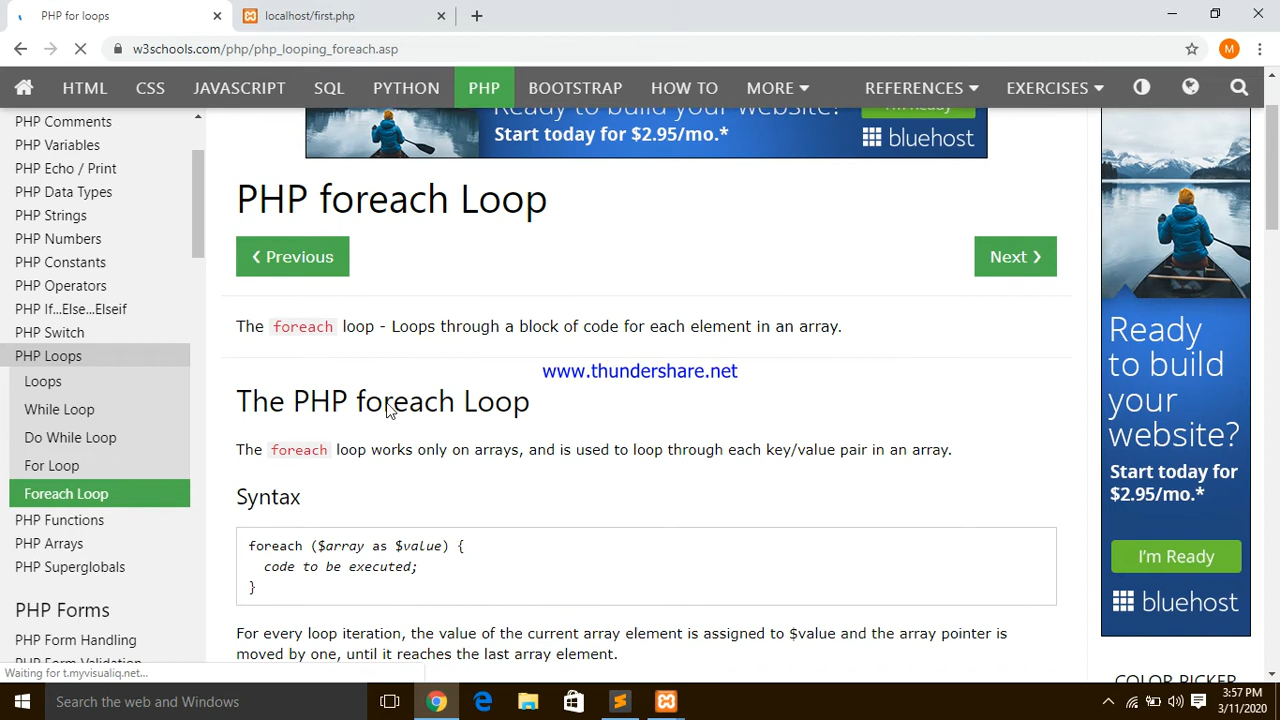 PHP for loops
localhost/first.php
w3schools.com/php/php_looping_foreach.asp
M
HTML CSS JAVASCRIPT SQL PYTHON PHP BOOTSTRAP HOW TO MORE REFERENCES EXERCISES
PHP Comments
PHP Variables
PHP Echo / Print
PHP Data Types
PHP Strings
PHP Numbers
PHP Constants
PHP Operators
PHP If...Else...Elseif
PHP Switch
PHP Loops
Loops
While Loop
Do While Loop
For Loop
Foreach Loop
PHP Functions
PHP Arrays
PHP Superglobals
PHP Forms
PHP Form Handling
PHP Form Validation
Ready to build your website?
I'm Ready
Start today for $2.95/mo.*
bluehost
PHP foreach Loop
❮ Previous
Next ❯
The foreach loop - Loops through a block of code for each element in an array.
www.thundershare.net
The PHP foreach Loop
The foreach loop works only on arrays, and is used to loop through each key/value pair in an array.
Syntax
foreach ($array as $value) {
code to be executed;
}
For every loop iteration, the value of the current array element is assigned to $value and the array pointer is
moved by one, until it reaches the last array element.
Ready
to build
your
website?
Start today for
$2.95/mo.*
I'm Ready
bluehost
COLOR PICKER
Waiting for t.myvisualiq.net...
Search the web and Windows
3:57 PM
3/11/2020